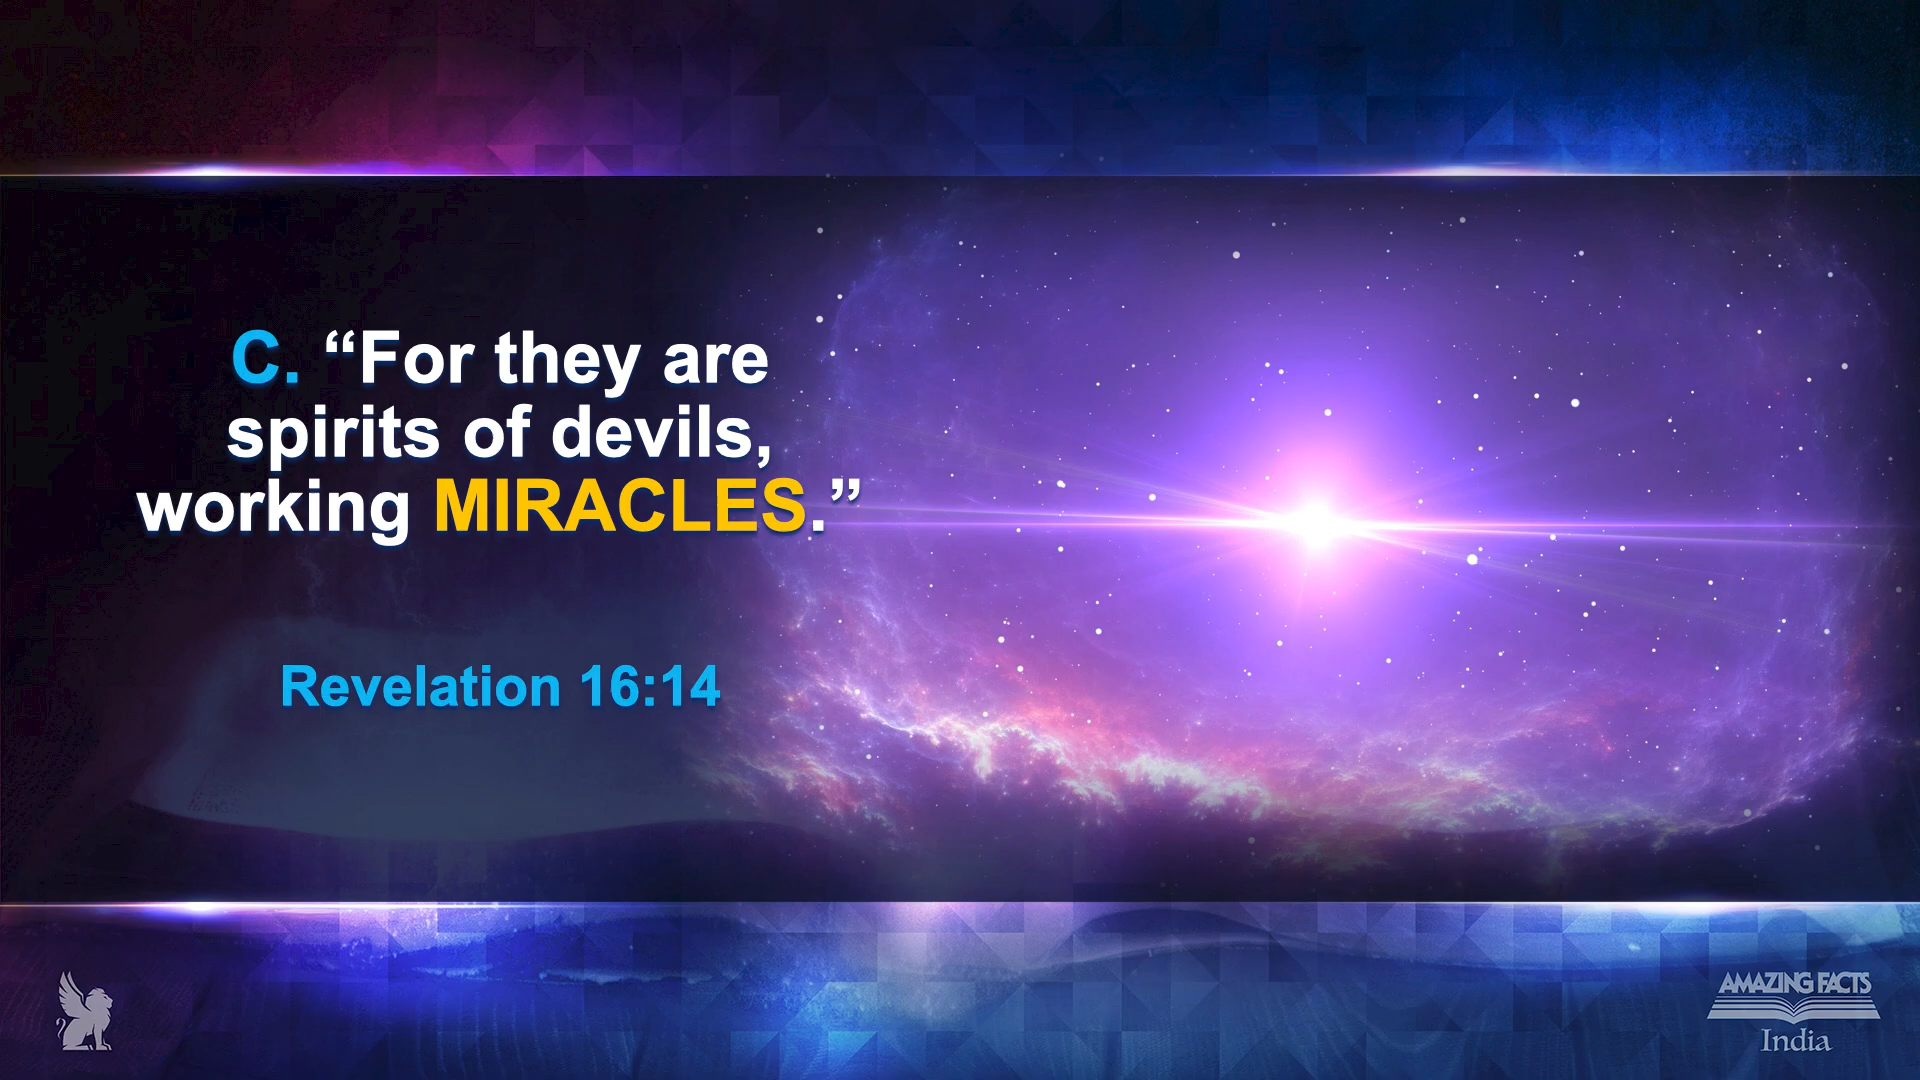 C. “For they are
spirits of devils,
working MIRACLES.”
Revelation 16:14
AMAZING FACTS
India